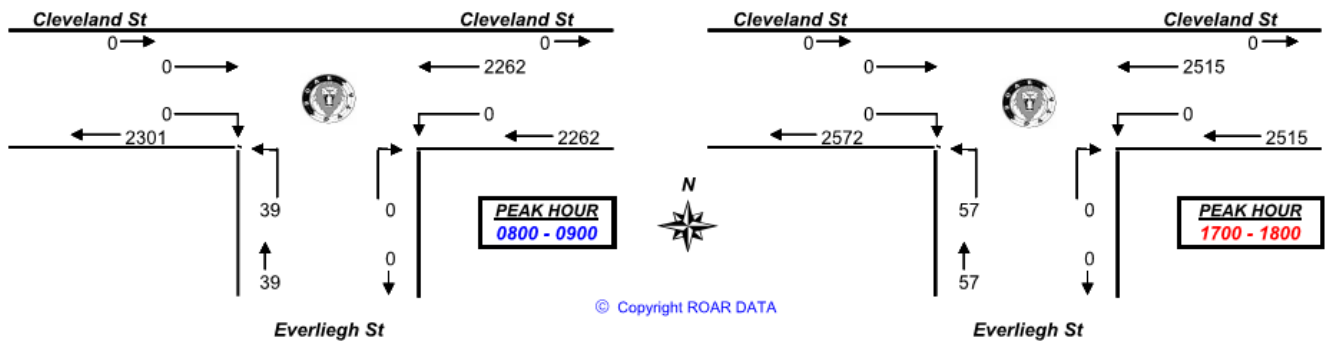 Cleveland St Cleveland St Cleveland St Cleveland St
0 0 0 0
0 2262 0 2515
0 0 0 0
2301 2262 2572 2515
N
39 0 PEAK HOUR 57 0 PEAK HOUR
0800 - 0900 1700 - 1800
0 0
39 57
© Copyright ROAR DATA
Everliegh St Everliegh St